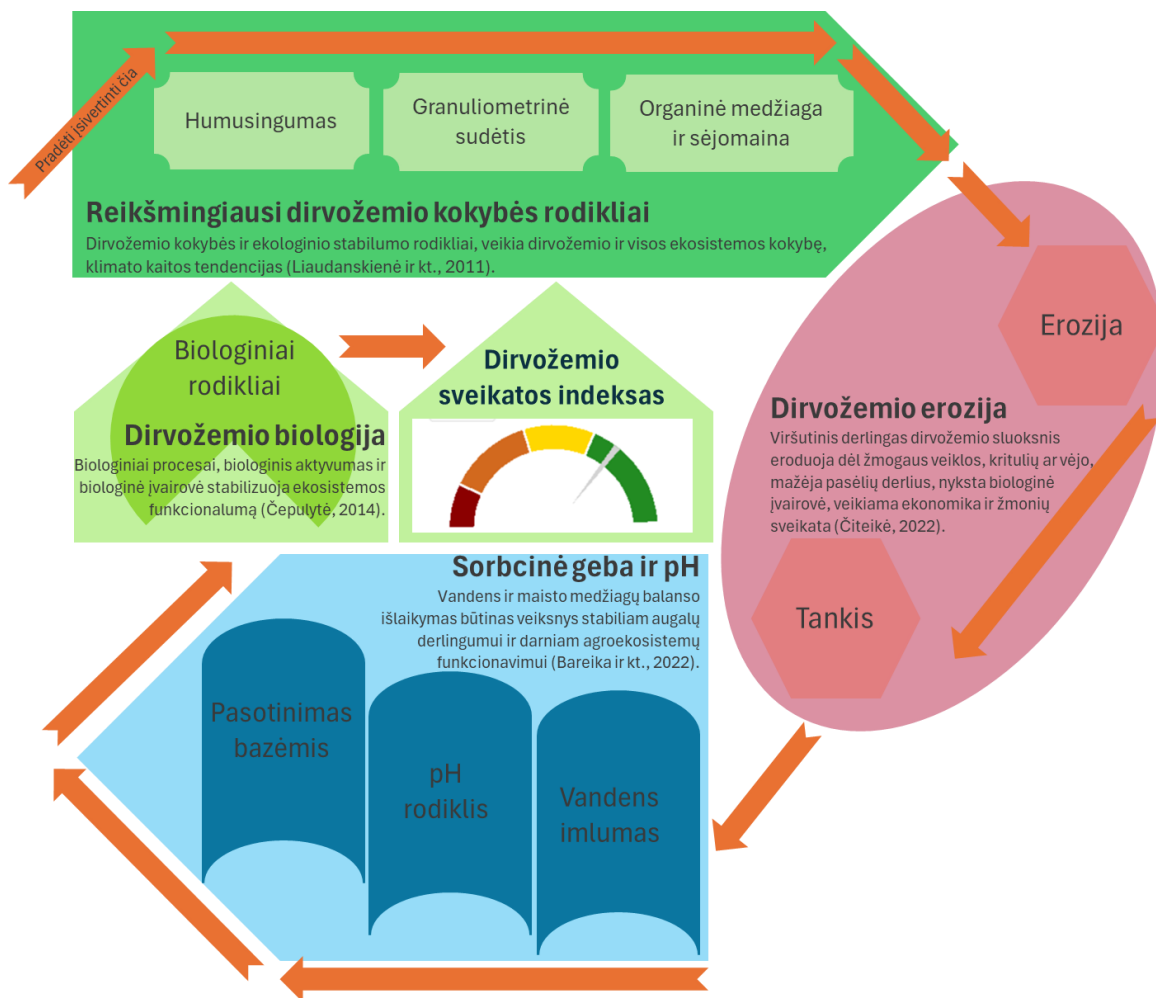 Pradėti įsivertinti čia
Humusingumas
Granuliometrinė
sudėtis
Organinė medžiaga
ir sėjomaina
Reikšmingiausi dirvožemio kokybės rodikliai
Dirvožemio kokybės ir ekologinio stabilumo rodikliai, veikia dirvožemio ir visos ekosistemos kokybę,
klimato kaitos tendencijas (Liaudanskienė ir kt., 2011).
Erozija
Dirvožemio erozija
Viršutinis derlingas dirvožemio sluoksnis
eroduoja dėl žmogaus veiklos, kritulių ar vėjo,
mažėja pasėlių derlius, nyksta biologinė
įvairovė, veikiama ekonomika ir žmonių
sveikata (Čiteikė, 2022).
Tankis
Sorbcinė geba ir pH
Vandens ir maisto medžiagų balanso
išlaikymas būtinas veiksnys stabiliam augalų
derlingumui ir darniam agroekosistemų
funkcionavimui (Bareika ir kt., 2022).
Pasotinimas
bazėmis
pH
rodiklis
Vandens
imlumas
Biologiniai
rodikliai
Dirvožemio biologija
Biologiniai procesai, biologinis aktyvumas ir
biologinė įvairovė stabilizuoja ekosistemos
funkcionalumą (Čepulytė, 2014).
Dirvožemio
sveikatos indeksas